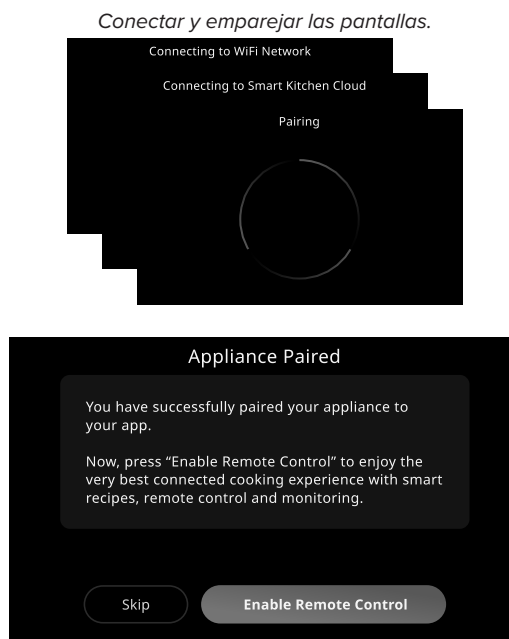 Conectar y emparejar las pantallas.
Connecting to WiFi Network
Connecting to Smart Kitchen Cloud
Pairing
Appliance Paired
You have successfully paired your appliance to
your app.
Now, press “Enable Remote Control” to enjoy the
very best connected cooking experience with smart
recipes, remote control and monitoring.
Skip
Enable Remote Control